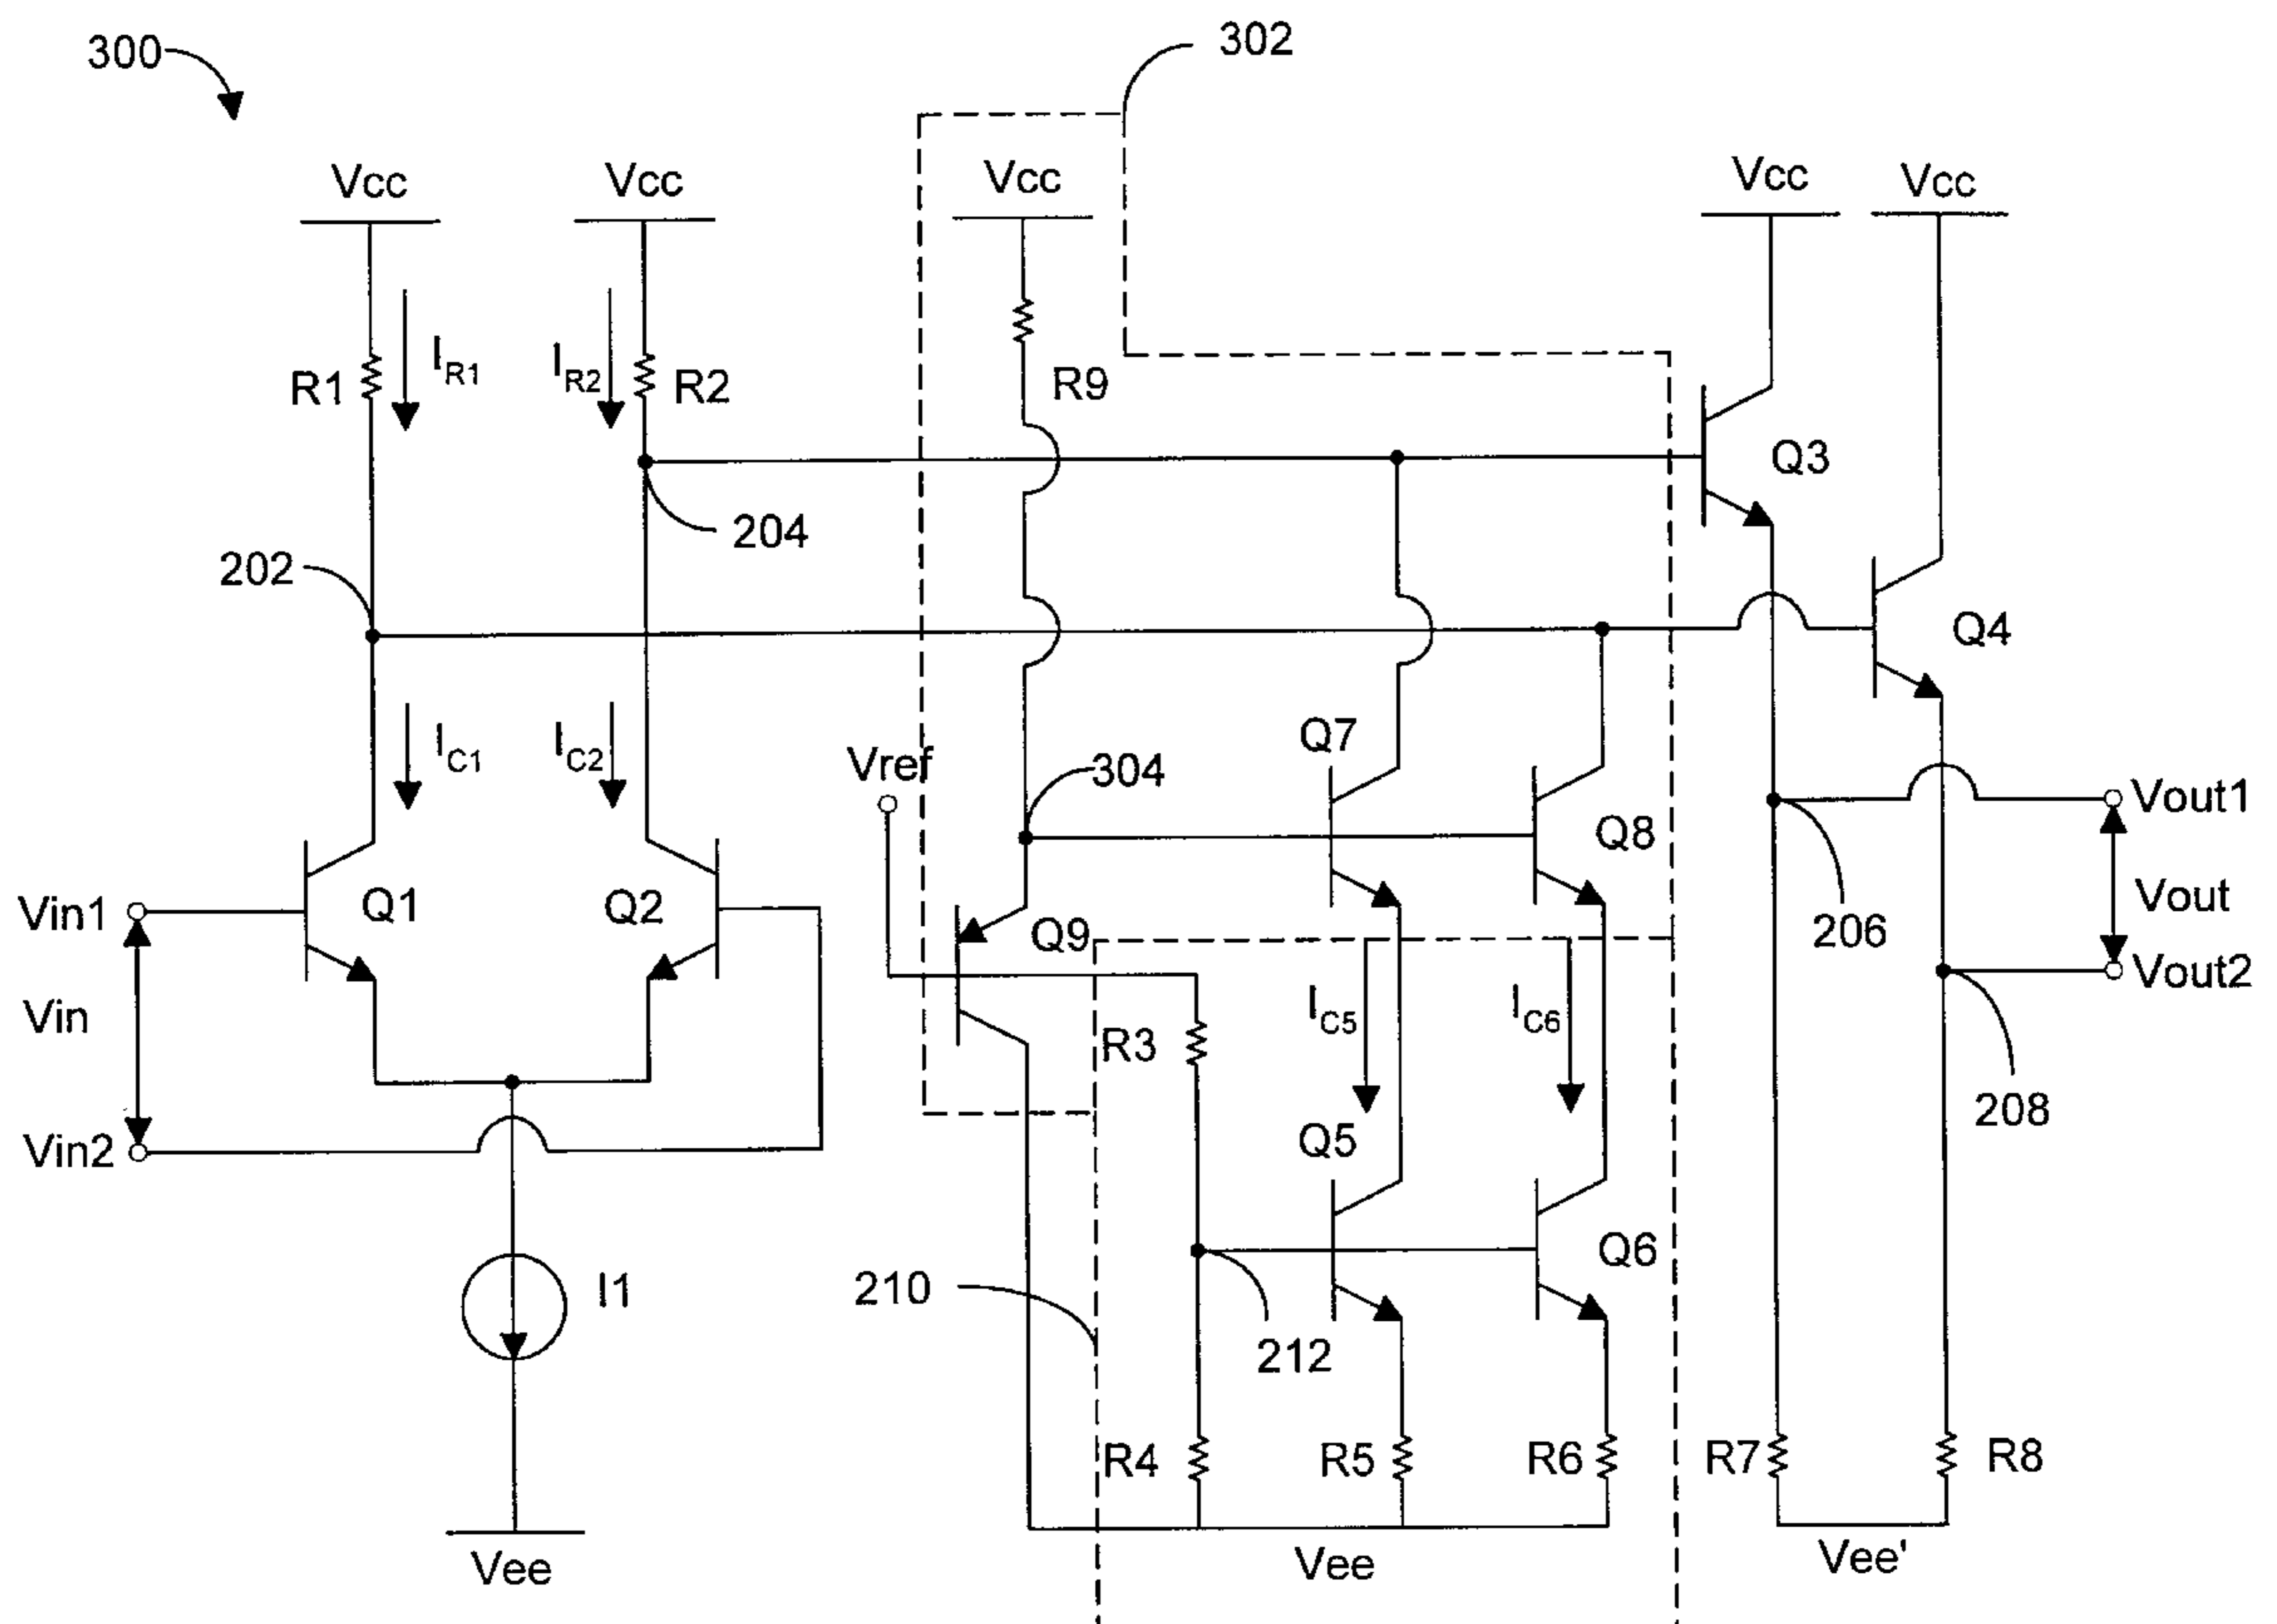 300
302
Vcc
Vcc
Vcc
Vcc
Vcc
R1
IR1
IR2
R2
R9
Q3
204
202
Q4
IC1
IC2
Vref
304
Q7
Q8
Vout1
Vin1
Q1
Q2
Q9
206
Vout
Vin
R3
IC5
IC6
Vout2
Vin2
Q5
208
210
I1
212
Q6
R4
R5
R6
R7
R8
Vee
Vee
Vee'